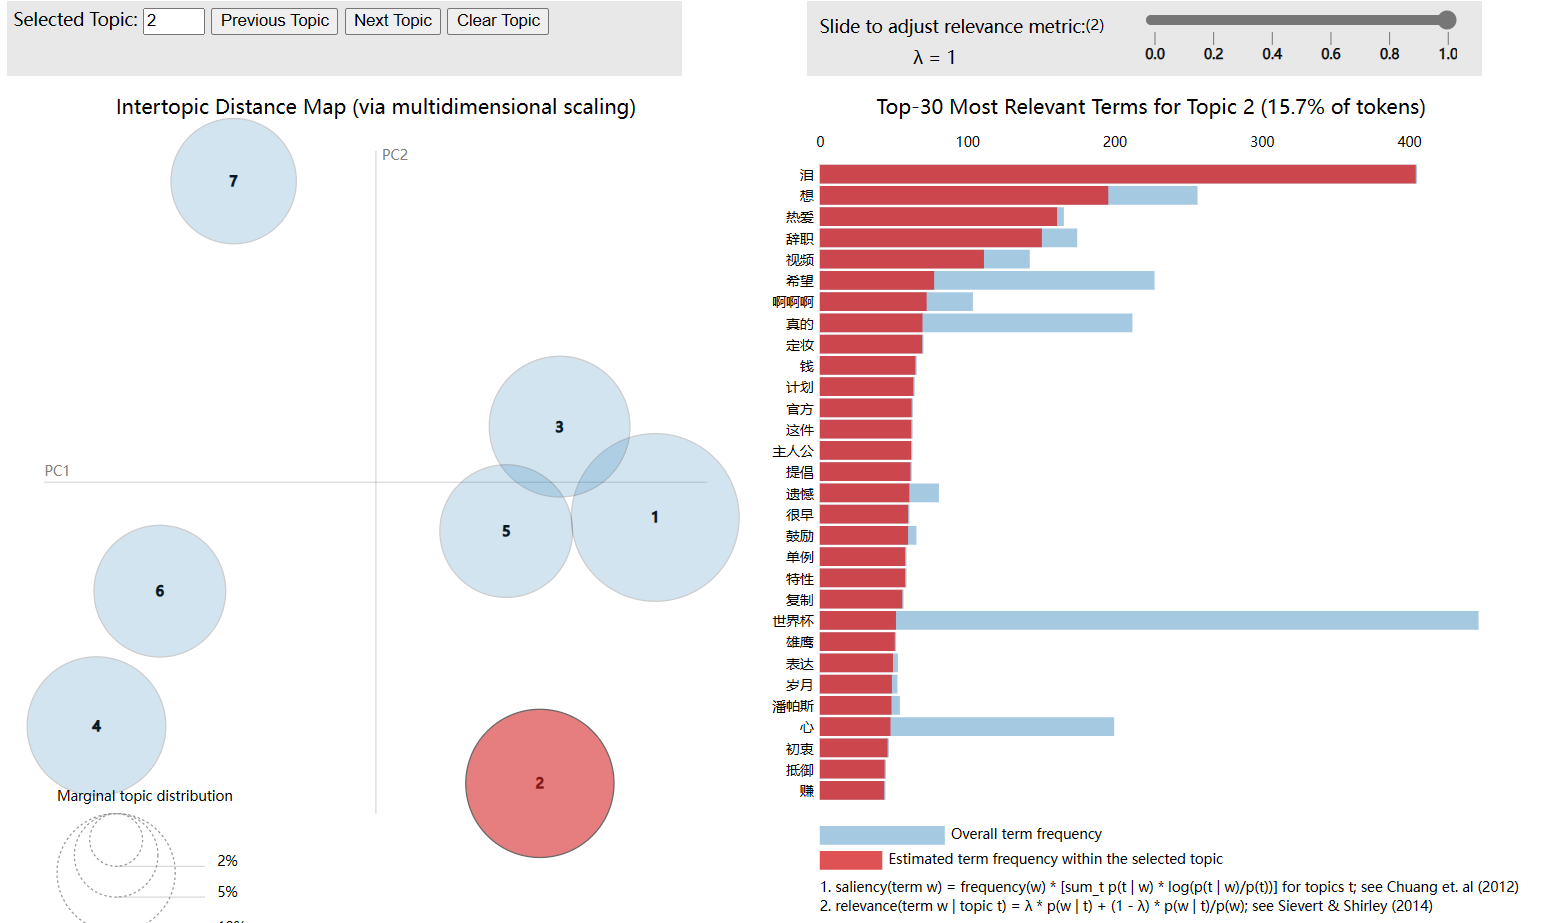 Selected Topic: 2 Previous Topic Next Topic Clear Topic
Slide to adjust relevance metric:(2)
λ = 1
0.0 0.2 0.4 0.6 0.8 1.0
Intertopic Distance Map (via multidimensional scaling)
PC2
PC1
7
3
1
5
6
4
2
Marginal topic distribution
2%
5%
Top-30 Most Relevant Terms for Topic 2 (15.7% of tokens)
0 100 200 300 400
泪
想
热爱
辞职
视频
希望
啊啊啊
真的
定妆
钱
计划
官方
这件
主人公
提倡
遗憾
很早
鼓励
单例
特性
复制
世界杯
雄鹰
表达
岁月
潘帕斯
心
初衷
抵御
赚
Overall term frequency
Estimated term frequency within the selected topic
1. saliency(term w) = frequency(w) * [sum_t p(t | w) * log(p(t | w)/p(t))] for topics t; see Chuang et. al (2012)
2. relevance(term w | topic t) = λ * p(w | t) + (1 - λ) * p(w | t)/p(w); see Sievert & Shirley (2014)